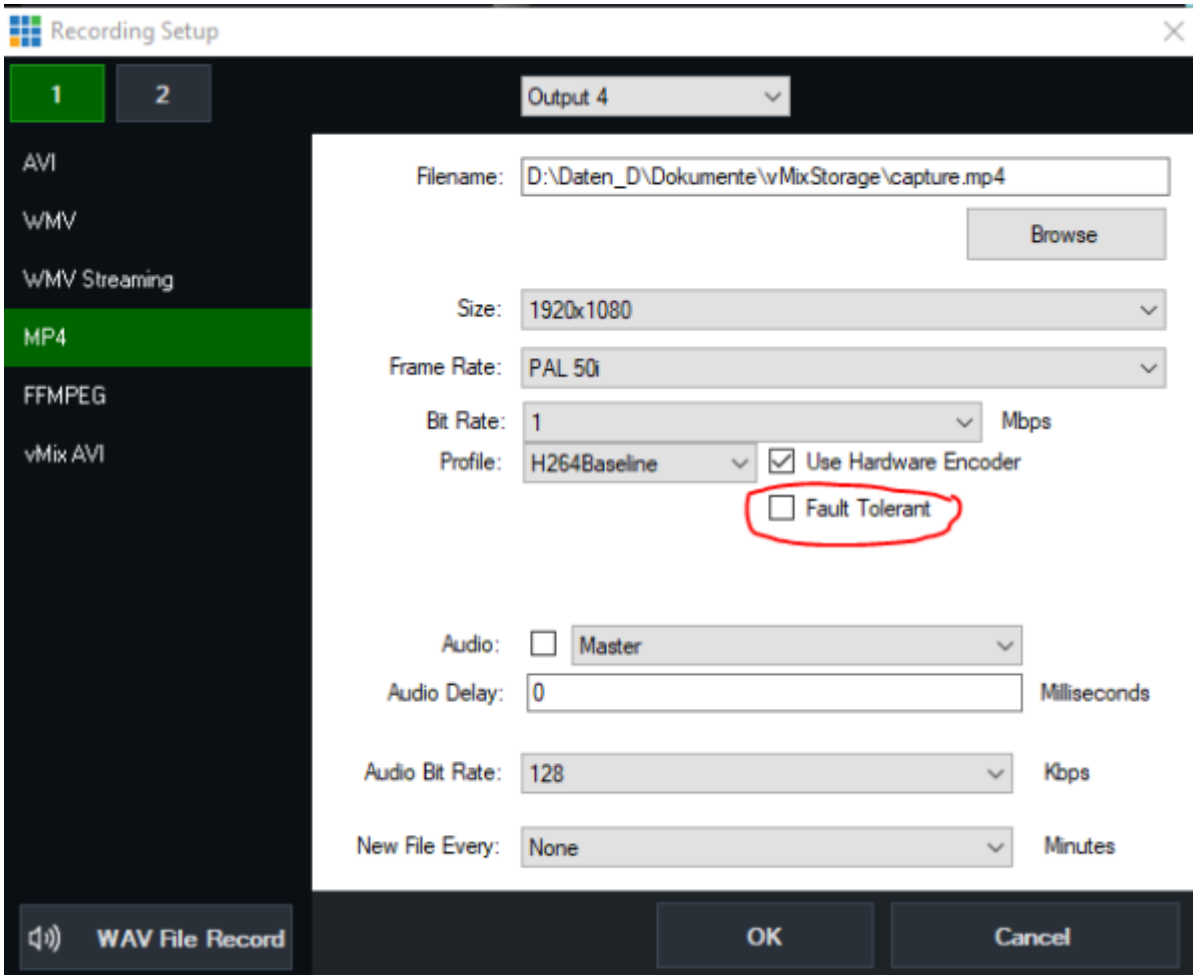 Recording Setup
1 2 Output 4
AVI
WMV
WMV Streaming
MP4
FFMPEG
vMix AVI
Filename: D:\Daten_D\Dokumente\vMixStorage\capture.mp4
Browse
Size: 1920x1080
Frame Rate: PAL 50i
Bit Rate: 1 Mbps
Profile: H264Baseline Use Hardware Encoder
Fault Tolerant
Audio: Master
Audio Delay: 0 Milliseconds
Audio Bit Rate: 128 Kbps
New File Every: None Minutes
WAV File Record OK Cancel